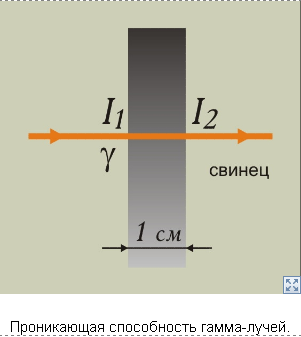 I1 I2
γ
свинец
1 см
Проникающая способность гамма-лучей.